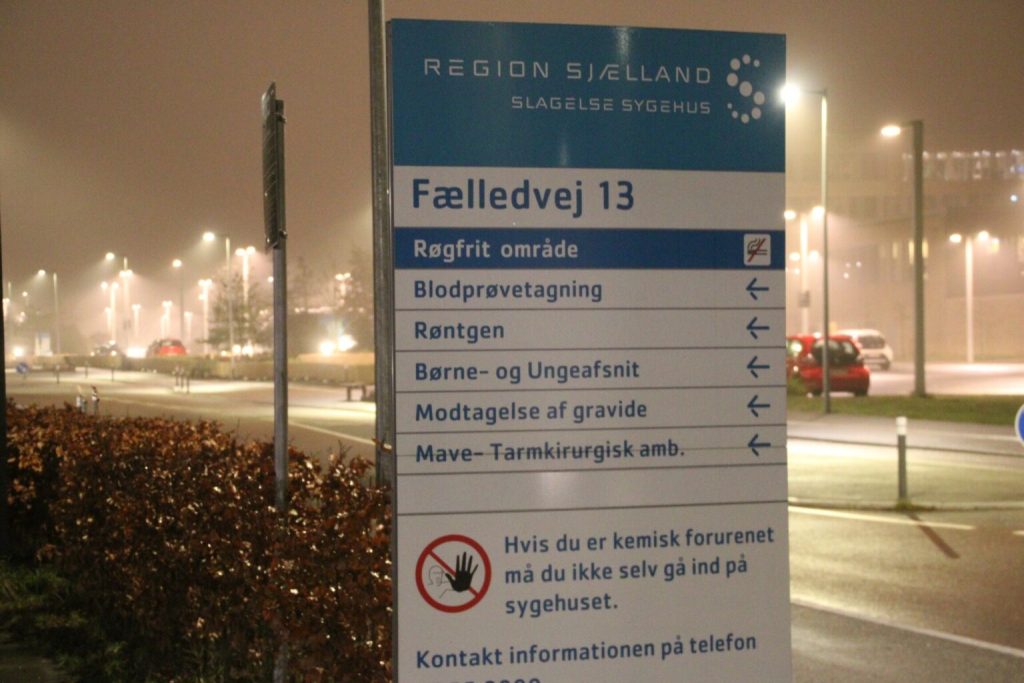 REGION SJÆLLAND
SLAGELSE SYGEHUS
Fælledvej 13
Røgfrit område
Blodprøvetagning
Røntgen
Børne- og Ungeafsnit
Modtagelse af gravide
Mave- Tarmkirurgisk amb.
Hvis du er kemisk forurenet
må du ikke selv gå ind på
sygehuset.
Kontakt informationen på telefon